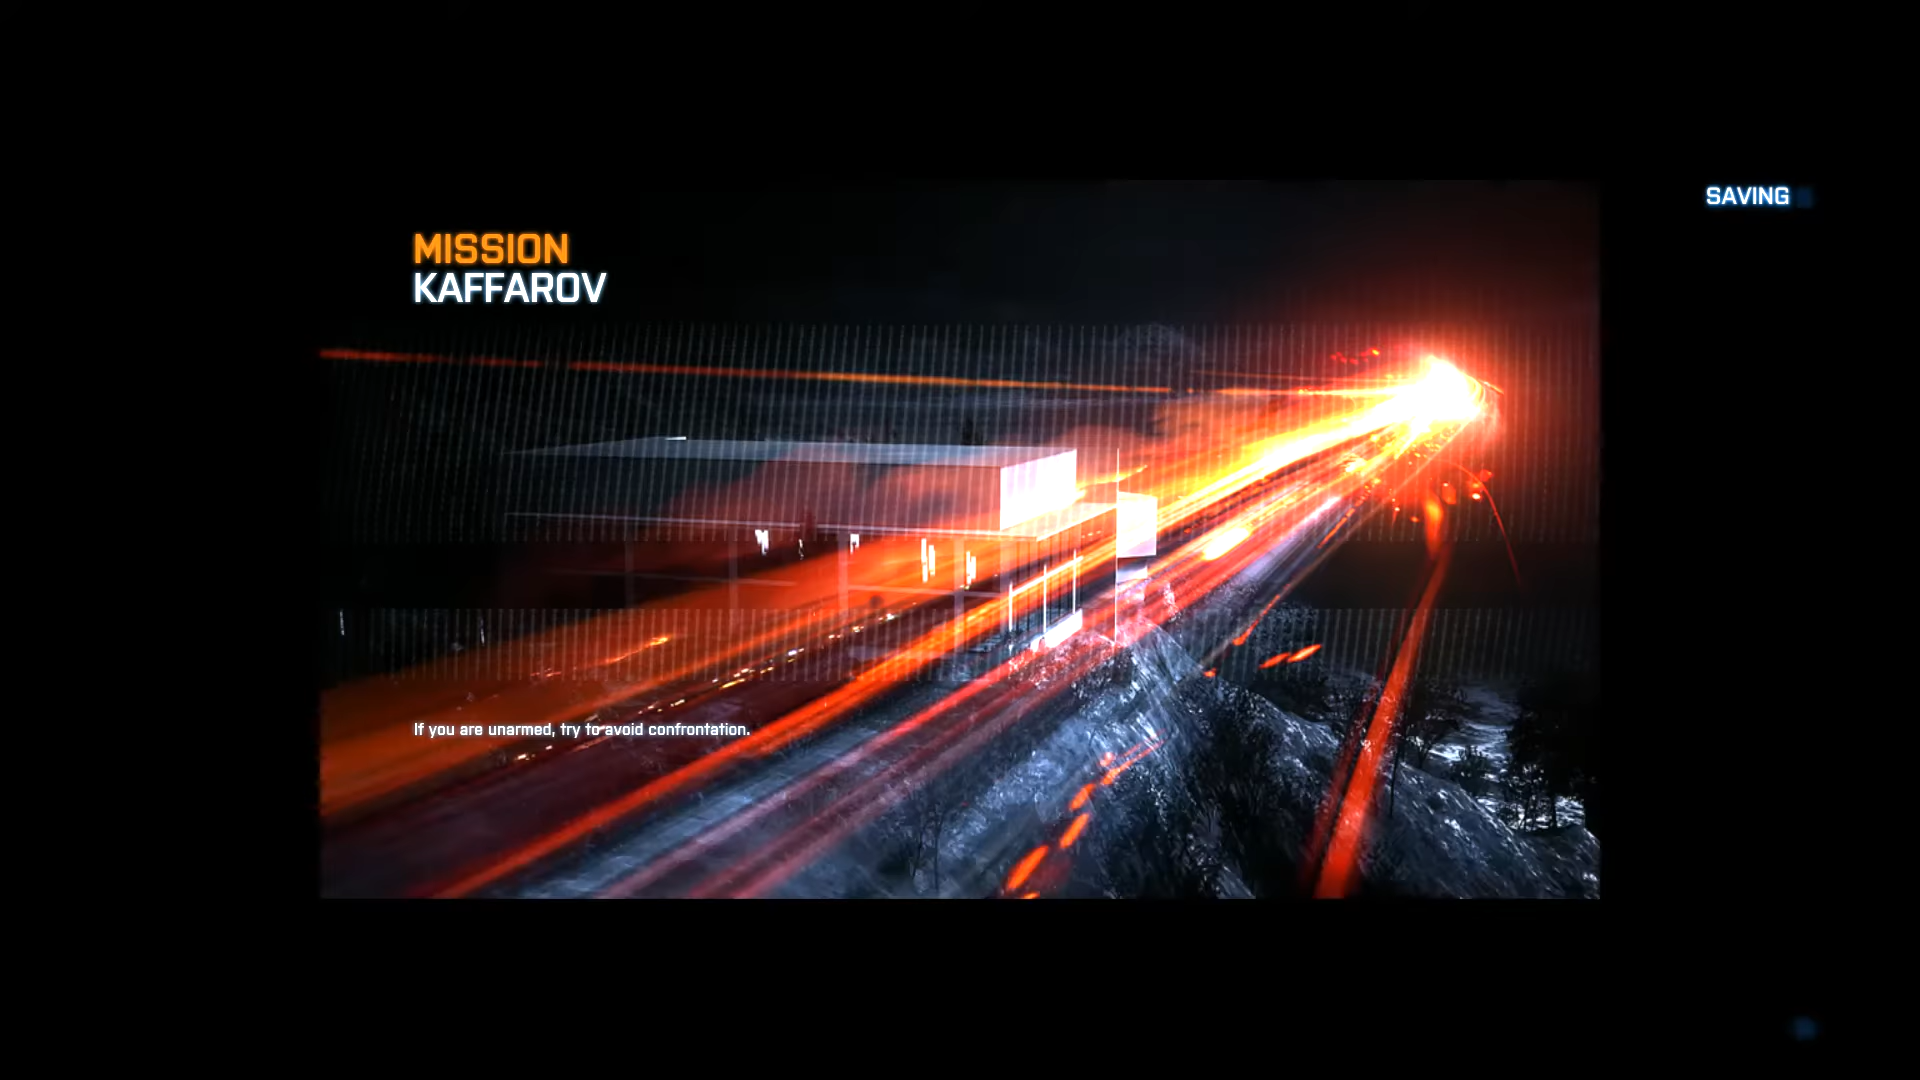 MISSION
KAFFAROV
SAVING
If you are unarmed, try to avoid confrontation.